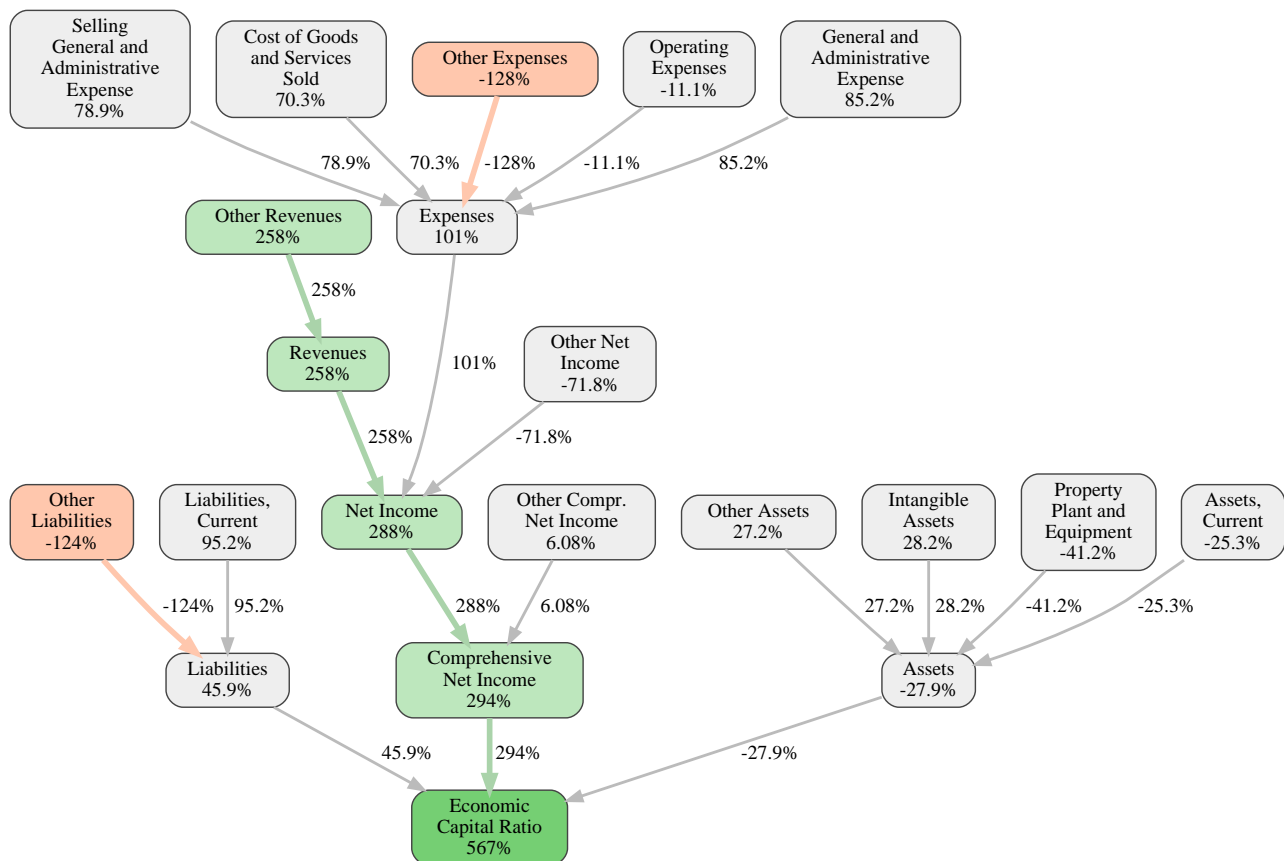 Selling
General and
Administrative
Expense
78.9%
Cost of Goods
and Services
Sold
70.3%
Other Expenses
-128%
Operating
Expenses
-11.1%
General and
Administrative
Expense
85.2%
78.9%
70.3%
-128%
-11.1%
85.2%
Other Revenues
258%
Expenses
101%
258%
Revenues
258%
101%
Other Net
Income
-71.8%
258%
-71.8%
Other
Liabilities
-124%
Liabilities,
Current
95.2%
Net Income
288%
Other Compr.
Net Income
6.08%
Other Assets
27.2%
Intangible
Assets
28.2%
Property
Plant and
Equipment
-41.2%
Assets,
Current
-25.3%
-124%
95.2%
288%
6.08%
27.2%
28.2%
-41.2%
-25.3%
Liabilities
45.9%
Comprehensive
Net Income
294%
Assets
-27.9%
45.9%
294%
-27.9%
Economic
Capital Ratio
567%